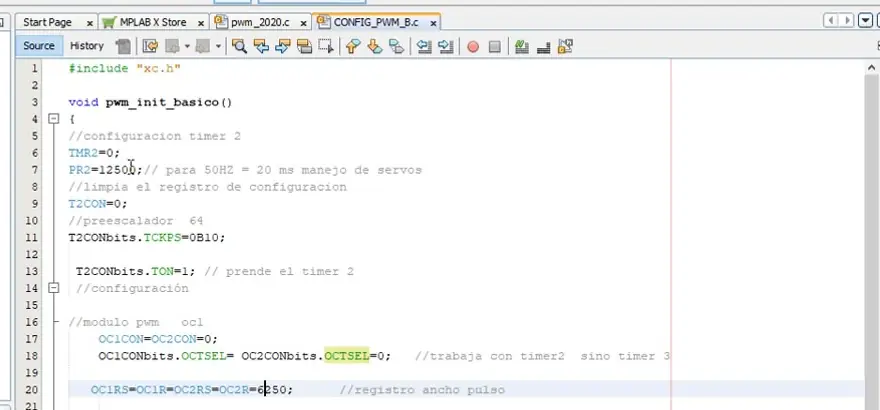 Start Page MPLAB X Store pwm_2020.c CONFIG_PWM_B.c
Source History
1 #include "xc.h"
2
3 void pwm_init_basico()
4 {
5 //configuracion timer 2
6 TMR2=0;
7 PR2=12500;// para 50HZ = 20 ms manejo de servos
8 //limpia el registro de configuracion
9 T2CON=0;
10 //preescalador 64
11 T2CONbits.TCKPS=0B10;
12
13 T2CONbits.TON=1; // prende el timer 2
14 //configuración
15
16 //modulo pwm oc1
17 OC1CON=OC2CON=0;
18 OC1CONbits.OCTSEL= OC2CONbits.OCTSEL=0; //trabaja con timer2 sino timer 3
19
20 OC1RS=OC1R=OC2RS=OC2R=6250; //registro ancho pulso
21